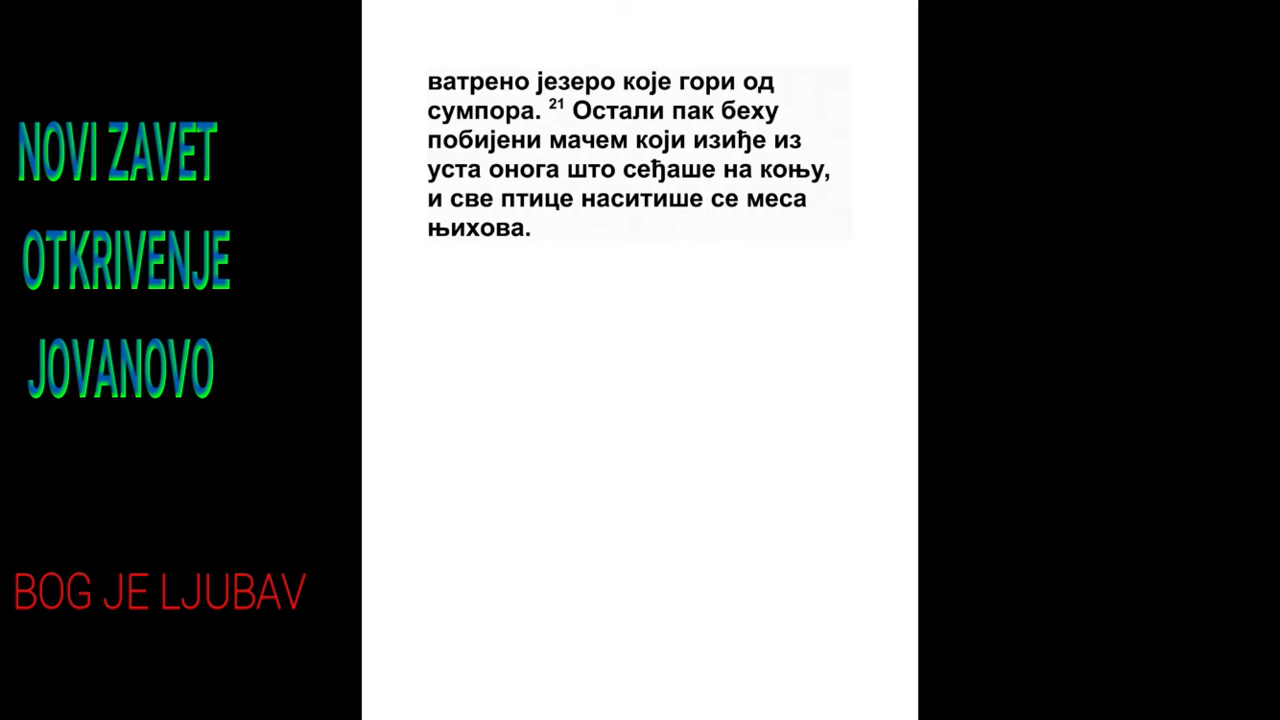 NOVI ZAVET
OTKRIVENJE
JOVANOVO
BOG JE LJUBAV
ватрено језеро које гори од
сумпора. 21 Остали пак беху
побијени мачем који изиђе из
уста онога што сеђаше на коњу,
и све птице наситише се меса
њихова.